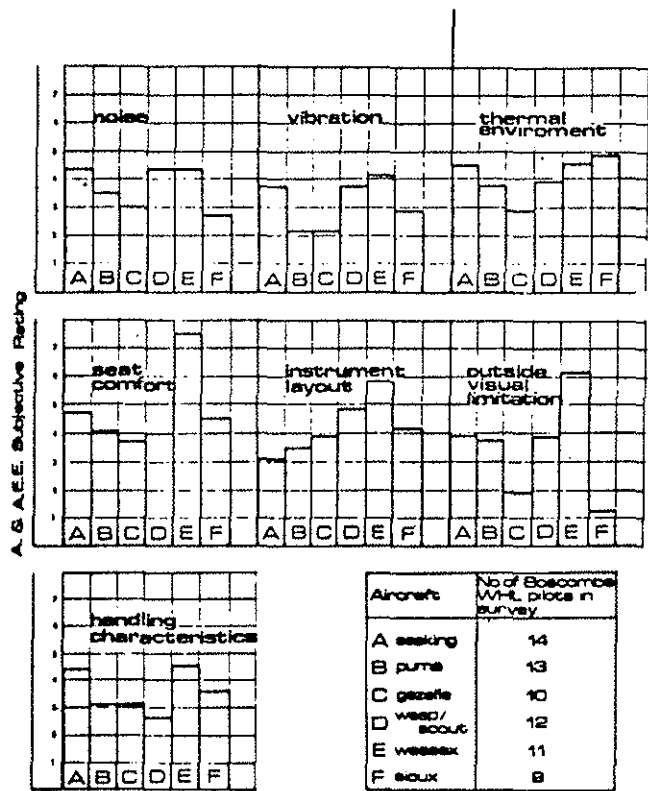 noise
vibration
thermal
enviroment
A B C D E F
A B C D E F
A B C D E F
A. & A.E.E. Subjective Rating
seat
comfort
instrument
layout
outside
visual
limitation
A B C D E F
A B C D E F
A B C D E F
handling
characteristics
A B C D E F
Aircraft
No of Boscombe
WHL pilots in
survey
A seaking 14
B puma 13
C gazelle 10
D wasp/
scout 12
E wessex 11
F sioux 9